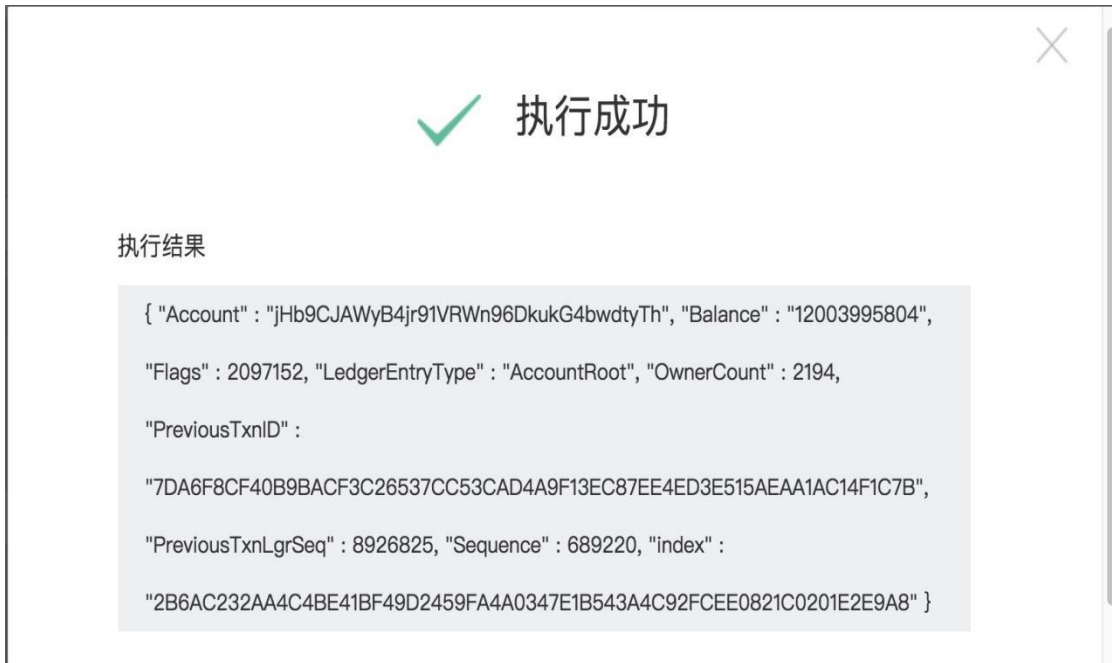 执行成功
执行结果
{ "Account" : "jHb9CJAWyB4jr91VRWn96DkukG4bwdtyTh", "Balance" : "12003995804",
"Flags" : 2097152, "LedgerEntryType" : "AccountRoot", "OwnerCount" : 2194,
"PreviousTxnID" :
"7DA6F8CF40B9BACF3C26537CC53CAD4A9F13EC87EE4ED3E515AEAA1AC14F1C7B",
"PreviousTxnLgrSeq" : 8926825, "Sequence" : 689220, "index" :
"2B6AC232AA4C4BE41BF49D2459FA4A0347E1B543A4C92FCEE0821C0201E2E9A8" }